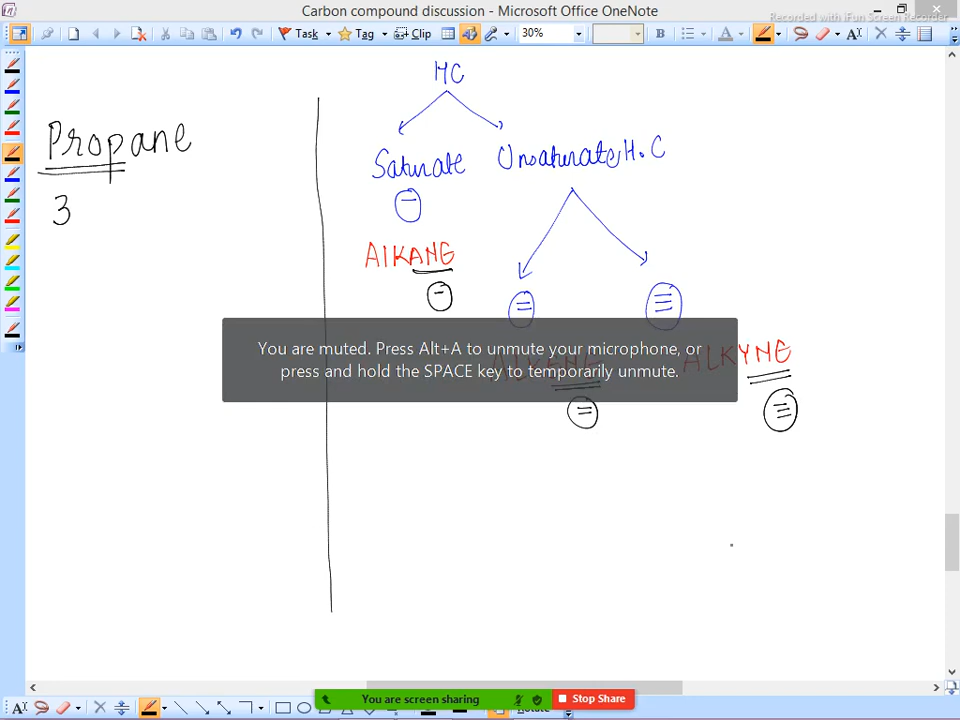 Carbon compound discussion - Microsoft Office OneNote
Recorded with iFun Screen Recorder
Task
Tag
Clip
30%
B
A
HC
Propane
Saturate
Unsaturate H.C
3
AlKANE
ALKENE
ALKYNE
You are muted. Press Alt+A to unmute your microphone, or
press and hold the SPACE key to temporarily unmute.
You are screen sharing
Stop Share